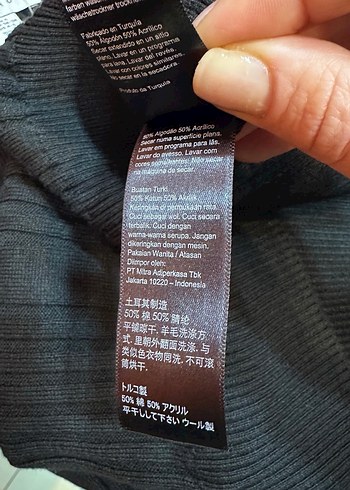 farben
Fabricado en Turquía
50% Algodón 50% Acrílico
Secar extendido en un sitio
plano. Lavar en un programa
para lana. Lavar del revés.
Lavar con colores similares.
No secar en la secadora
Produto da Turquia
50% Algodão 50% Acrílico
Secar numa superfície plana.
Lavar em programa para lãs.
Lavar do avesso. Lavar com
cores semelhantes. Não secar
na máquina de secar.
Buatan Turki
50% Katun 50% Akrilik
Keringkan di permukaan rata
Cuci sebagai wol. Cuci secara
terbalik. Cuci dengan
warna-warna serupa. Jangan
dikeringkan dengan mesin.
Pakaian Wanita / Alasan
Diimpor oleh:
PT Mitra Adiperkasa Tbk
Jakarta 10220 – Indonesia
土耳其制造
50% 棉 50% 腈纶
平铺晾干. 羊毛洗涤方
式. 里朝外翻面洗涤. 与
类似色衣物同洗. 不可滚
筒烘干.
トルコ製
50% 綿 50% アクリル
平干しして下さい ウール製